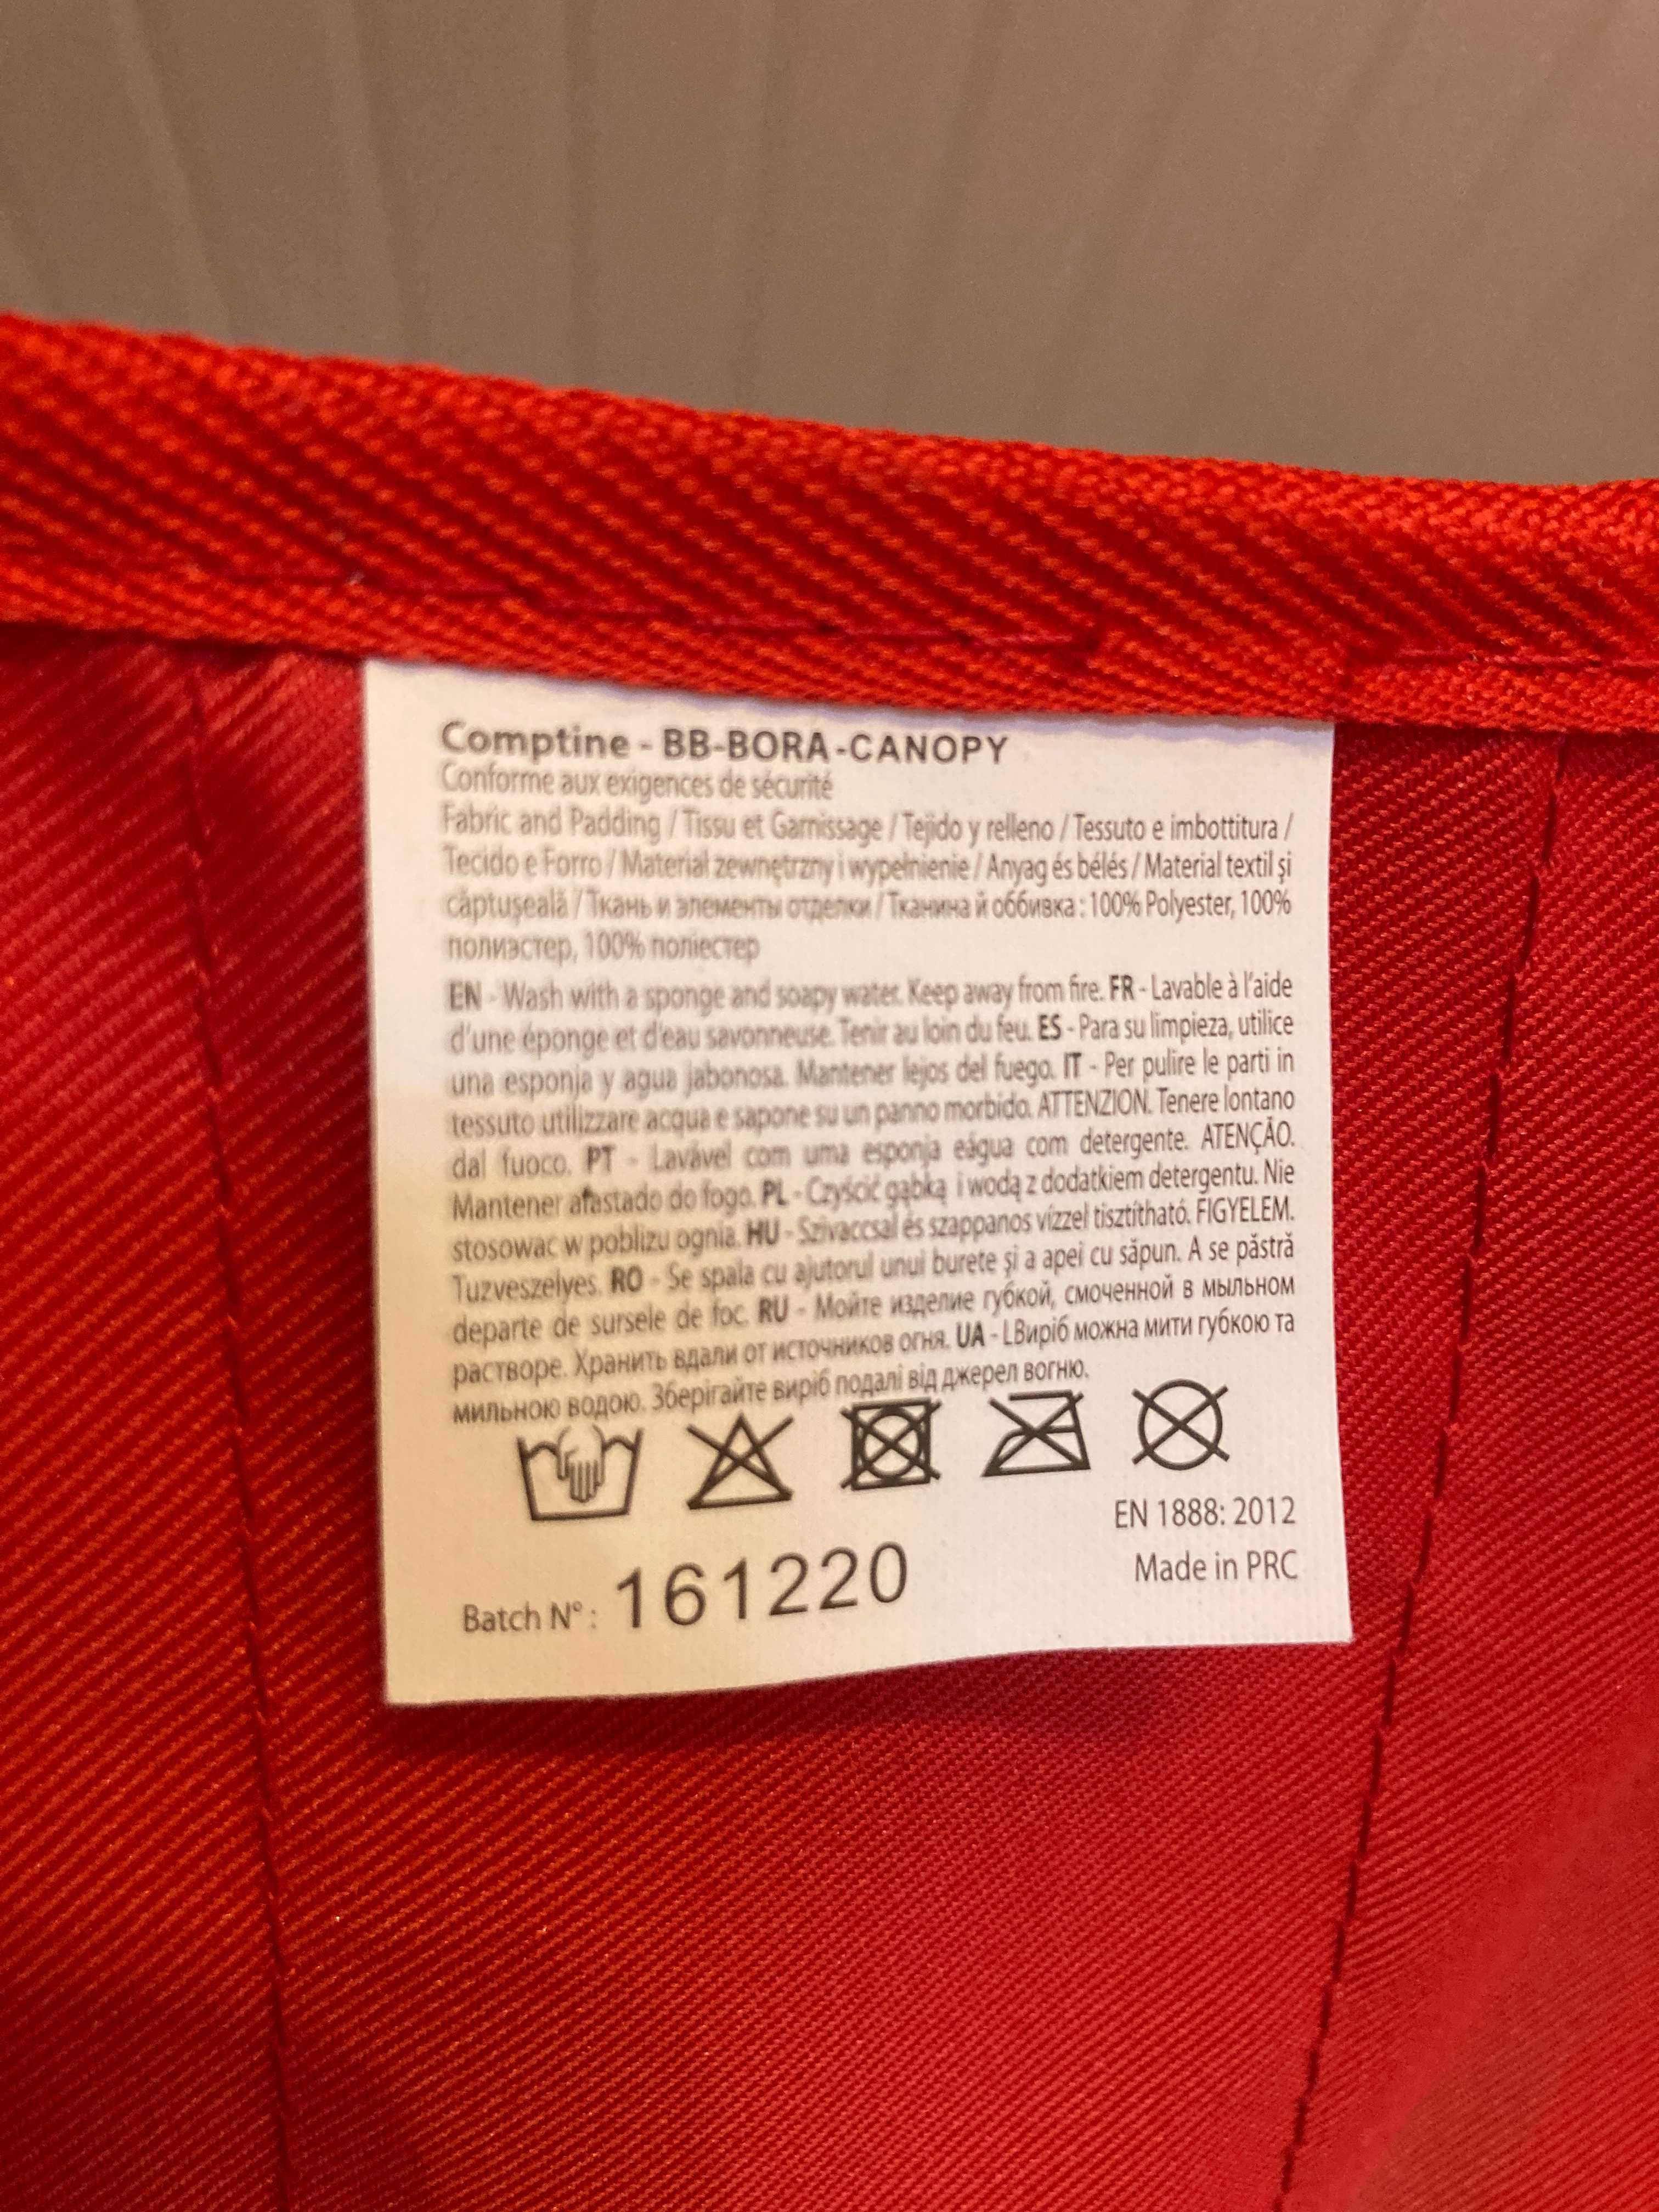 Comptine - BB-BORA-CANOPY
Conforme aux exigences de sécurité
Fabric and Padding / Tissu et Garnissage / Tejido y relleno / Tessuto e imbottitura /
Tecido e Forro / Material zewnętrzny i wypełnienie / Anyag és bélés / Material textil și
căptușeală / Ткань и элементы отделки / Тканина й оббивка : 100% Polyester, 100%
полиэстер, 100% поліестер
EN - Wash with a sponge and soapy water. Keep away from fire. FR - Lavable à l'aide
d'une éponge et d'eau savonneuse. Tenir au loin du feu. ES - Para su limpieza, utilice
una esponja y agua jabonosa. Mantener lejos del fuego. IT - Per pulire le parti in
tessuto utilizzare acqua e sapone su un panno morbido. ATTENZION. Tenere lontano
dal fuoco. PT - Lavável com uma esponja eágua com detergente. ATENÇÃO.
Mantener afastado do fogo. PL - Czyścić gąbką i wodą z dodatkiem detergentu. Nie
stosowac w poblizu ognia. HU - Szivaccsal és szappanos vízzel tisztítható. FIGYELEM.
Tuzveszelyes. RO - Se spala cu ajutorul unui burete și a apei cu săpun. A se păstră
departe de sursele de foc. RU - Мойте изделие губкой, смоченной в мыльном
растворе. Хранить вдали от источников огня. UA - LВиріб можна мити губкою та
мильною водою. Зберігайте виріб подалі від джерел вогню.
EN 1888: 2012
Made in PRC
Batch N° : 161220